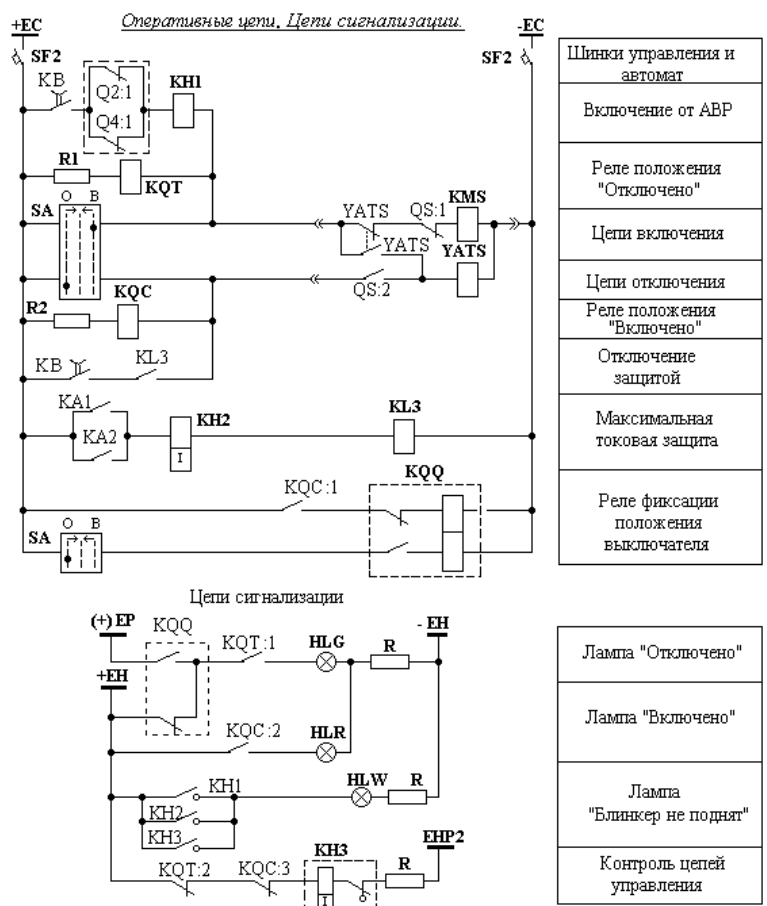 Оперативные цепи. Цепи сигнализации.
+EC
-EC
SF2
SF2
Шинки управления и
автомат
KB
Q2:1
Q4:1
KH1
Включение от АВР
R1
KQT
Реле положения
"Отключено"
SA
О В
YATS
QS:1
KMS
YATS
YATS
Цепи включения
QS:2
Цепи отключения
R2
KQC
Реле положения
"Включено"
KB
KL3
Отключение
защитой
KA1
KA2
KH2
I
KL3
Максимальная
токовая защита
KQC:1
KQQ
SA
О В
Реле фиксации
положения
выключателя
Цепи сигнализации
(+) EP
KQQ
KQT:1
HLG
R
- EH
Лампа "Отключено"
+EH
KQC:2
HLR
Лампа "Включено"
KH1
KH2
KH3
HLW
R
Лампа
"Блинкер не поднят"
EHP2
KQT:2
KQC:3
KH3
I
R
Контроль цепей
управления